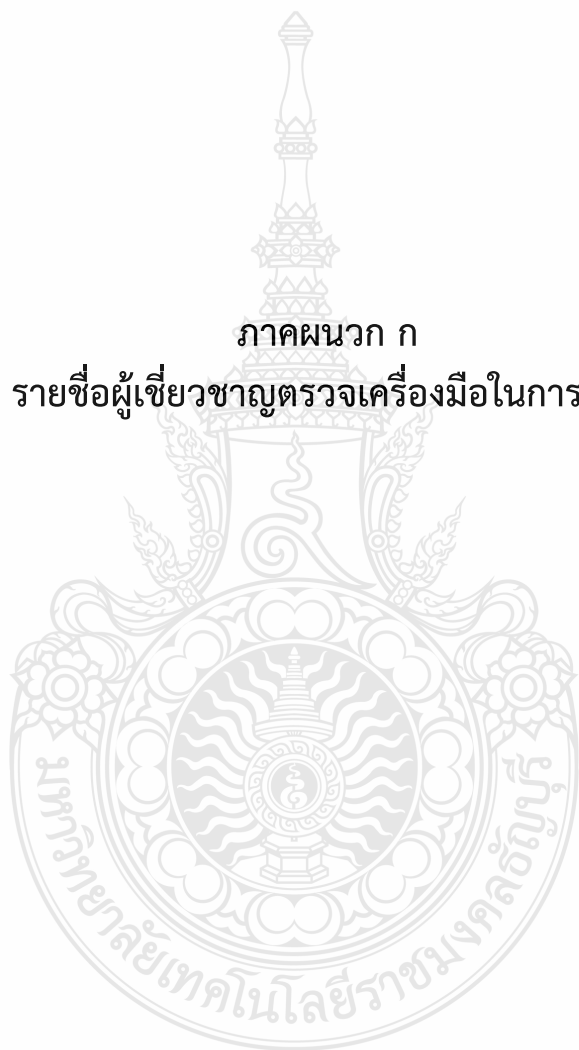 ภาคผนวก ก
รายชื่อผู้เชี่ยวชาญตรวจเครื่องมือในการ
มหาวิทยาลัยเทคโนโลยีราชมงคลธัญบุรี